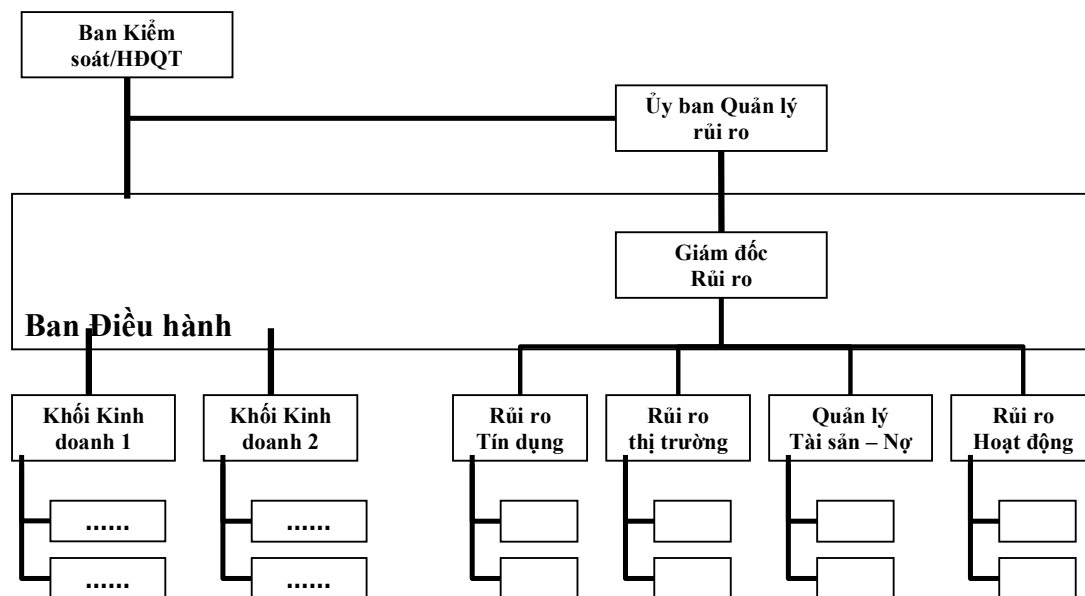 Ban Kiểm
soát/HĐQT
Ủy ban Quản lý
rủi ro
Giám đốc
Rủi ro
Ban Điều hành
Khối Kinh
doanh 1
Khối Kinh
doanh 2
Rủi ro
Tín dụng
Rủi ro
thị trường
Quản lý
Tài sản – Nợ
Rủi ro
Hoạt động
......
......
......
......